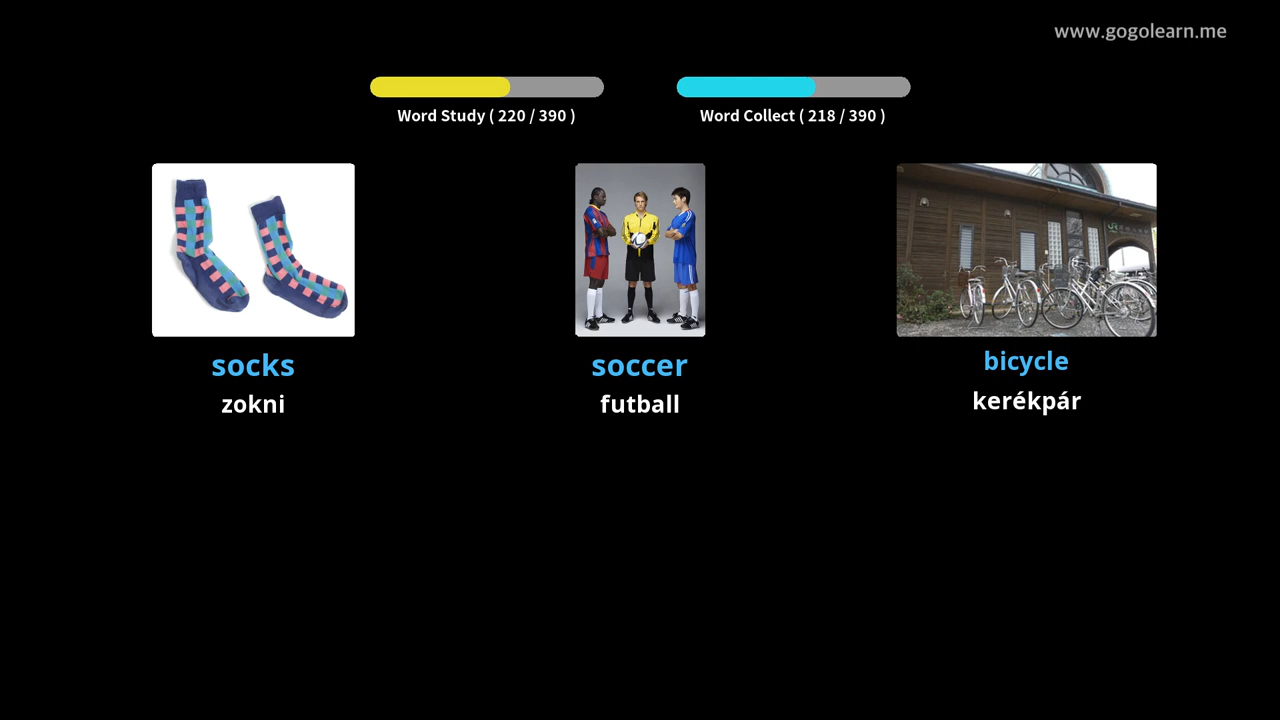 www.gogolearn.me
Word Study ( 220 / 390 )
Word Collect ( 218 / 390 )
socks
zokni
soccer
futball
bicycle
kerékpár